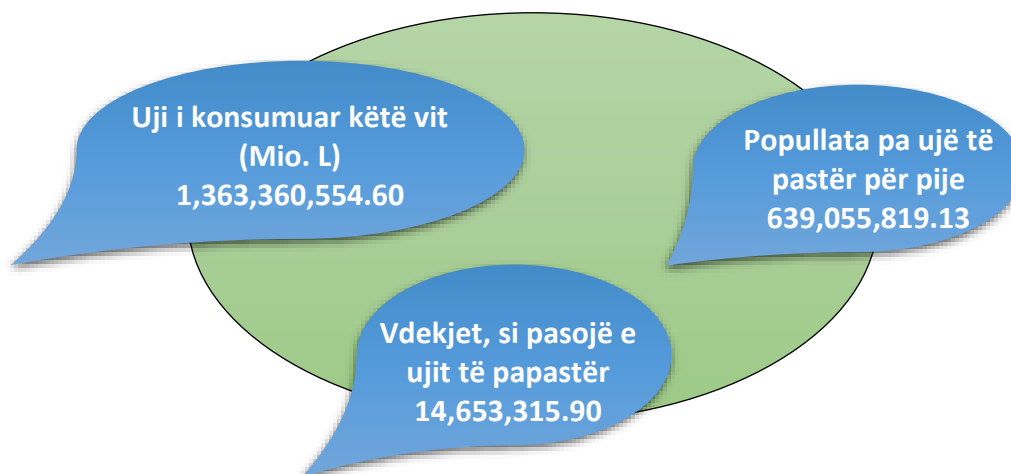 Uji i konsumuar këtë vit
(Mio. L)
1,363,360,554.60
Popullata pa ujë të
pastër për pije
639,055,819.13
Vdekjet, si pasojë e
ujit të papastër
14,653,315.90